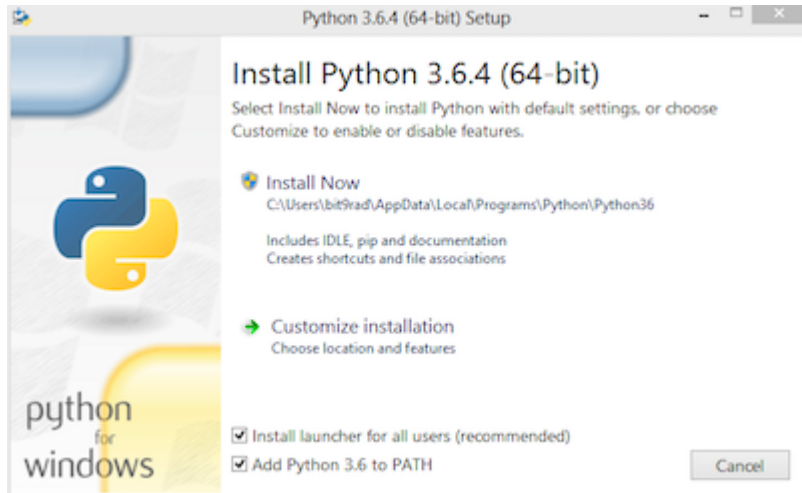 Python 3.6.4 (64-bit) Setup
Install Python 3.6.4 (64-bit)
Select Install Now to install Python with default settings, or choose
Customize to enable or disable features.
Install Now
C:\Users\bit9rad\AppData\Local\Programs\Python\Python36
Includes IDLE, pip and documentation
Creates shortcuts and file associations
Customize installation
Choose location and features
python
for
windows
Install launcher for all users (recommended)
Add Python 3.6 to PATH
Cancel